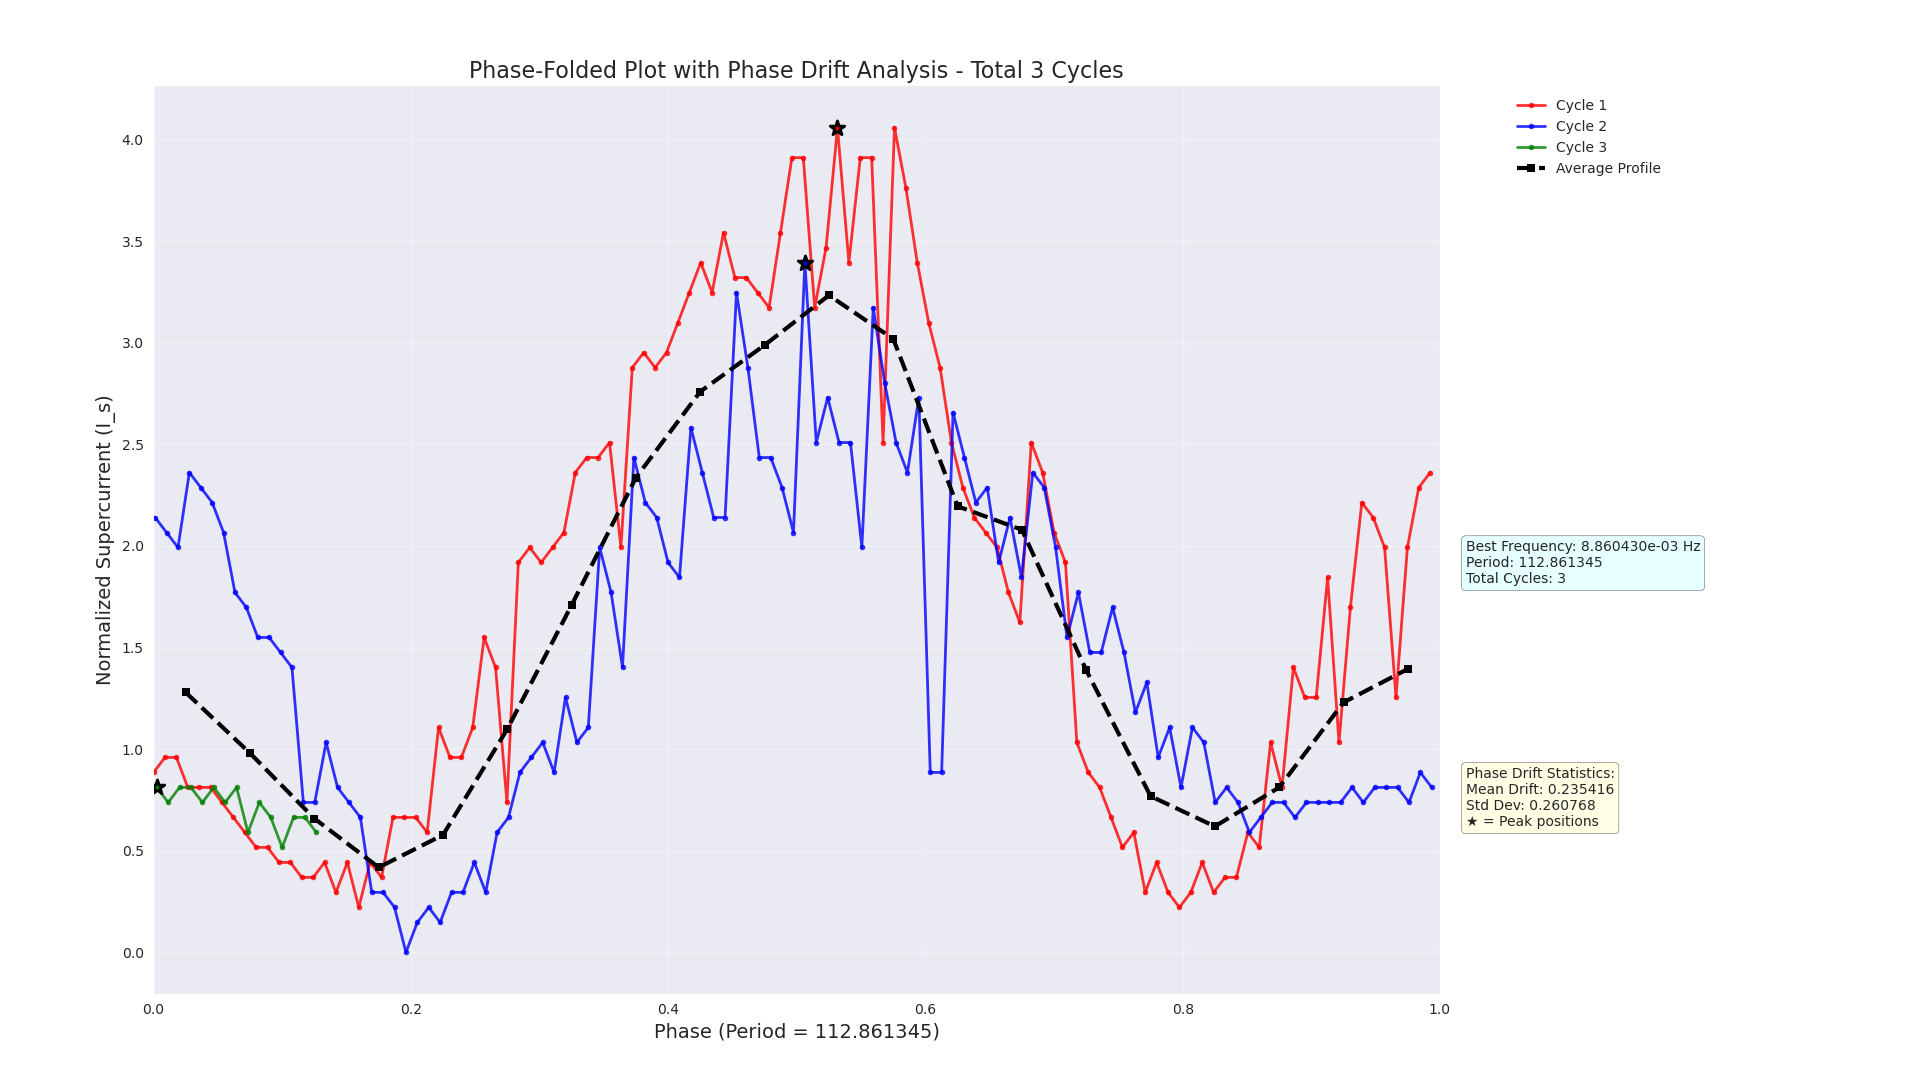 Phase-Folded Plot with Phase Drift Analysis - Total 3 Cycles
Normalized Supercurrent (I_s)
4.0
3.5
3.0
2.5
2.0
1.5
1.0
0.5
0.0
0.0
0.2
0.4
0.6
0.8
1.0
Phase (Period = 112.861345)
Cycle 1
Cycle 2
Cycle 3
Average Profile
Best Frequency: 8.860430e-03 Hz
Period: 112.861345
Total Cycles: 3
Phase Drift Statistics:
Mean Drift: 0.235416
Std Dev: 0.260768
★ = Peak positions